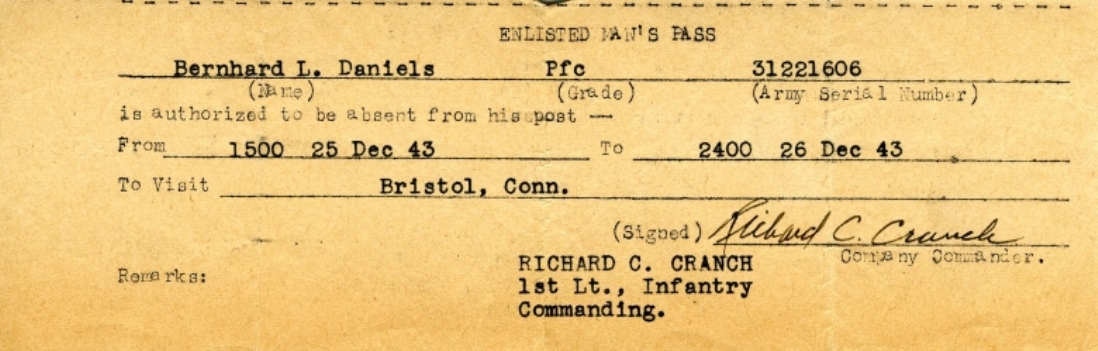 ENLISTED MAN'S PASS
Bernhard L. Daniels Pfc 31221606
(Name) (Grade) (Army Serial Number)
is authorized to be absent from his post —
From 1500 25 Dec 43 To 2400 26 Dec 43
To Visit Bristol, Conn.
(Signed) Richard C. Cranch
Company Commander.
RICHARD C. CRANCH
Remarks: 1st Lt., Infantry
Commanding.